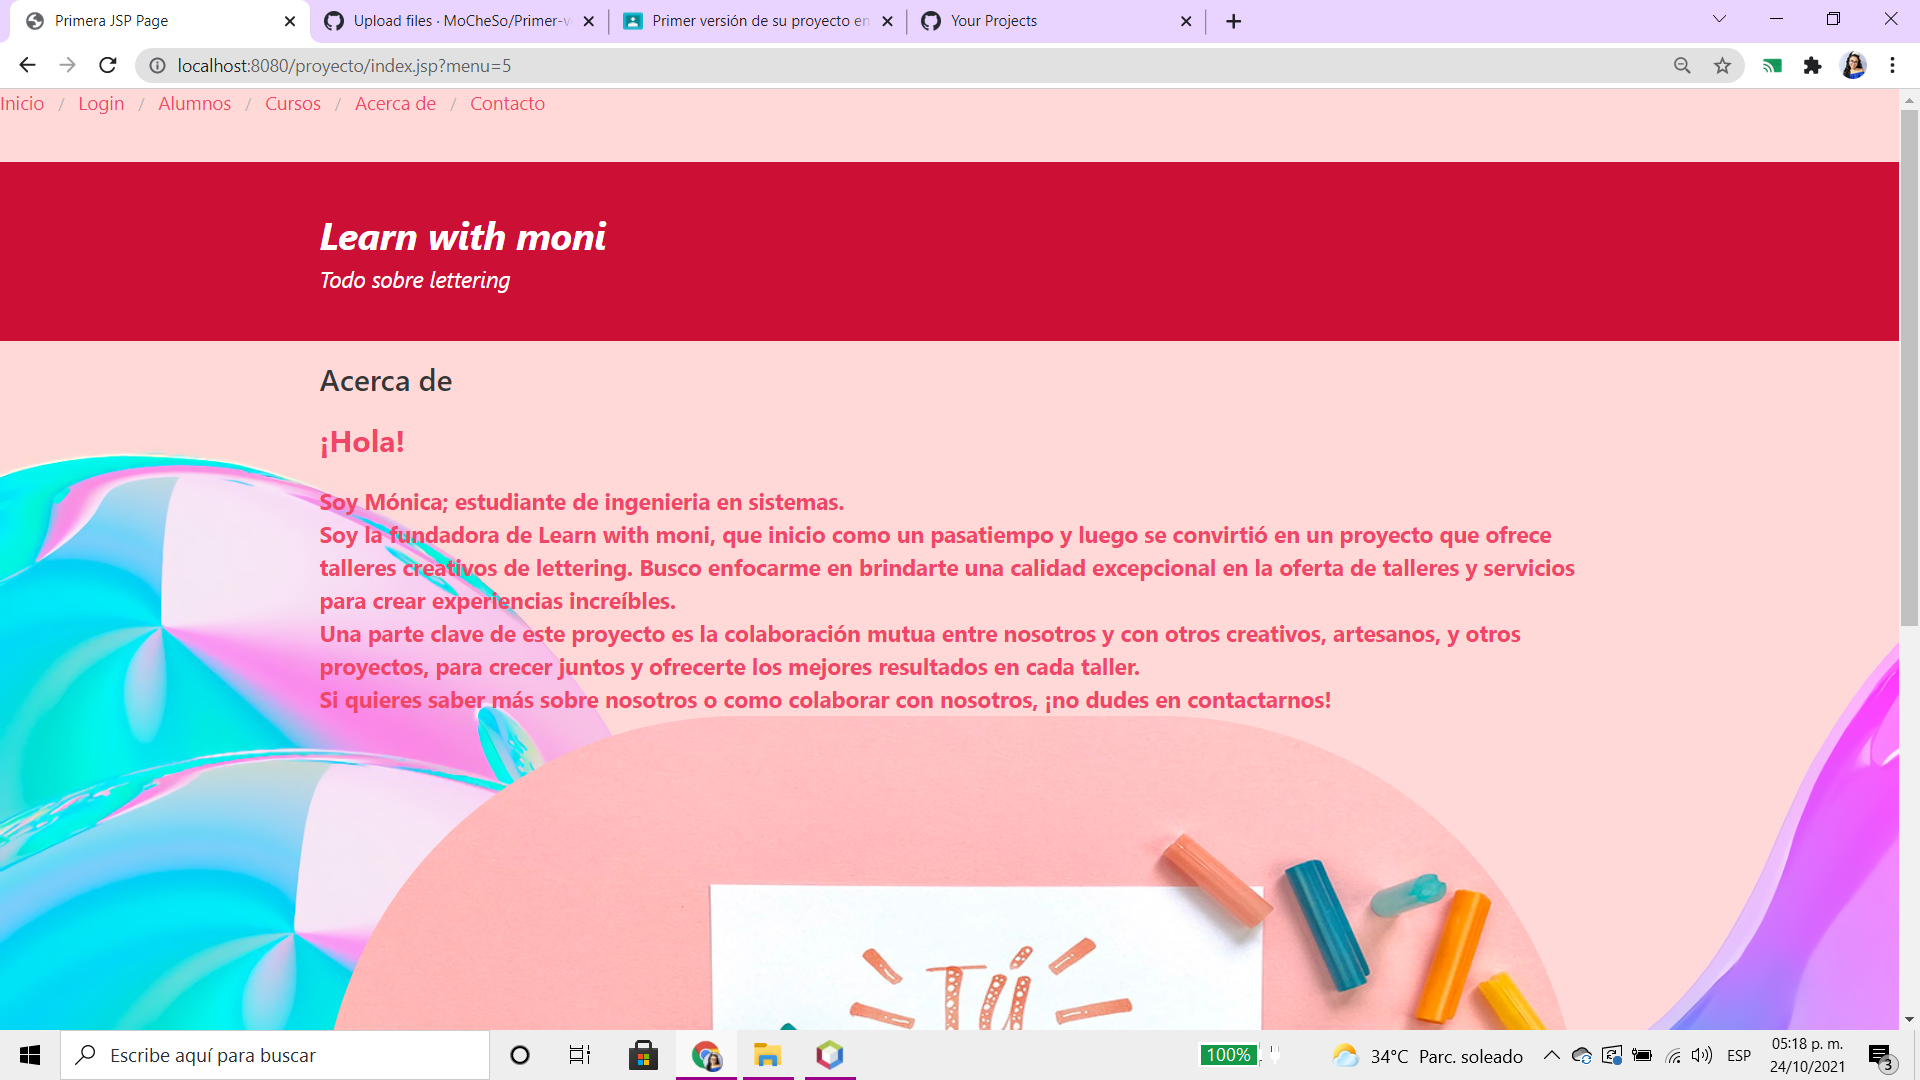 Primera JSP Page
Upload files · MoCheSo/Primer-v
Primer versión de su proyecto en
Your Projects
localhost:8080/proyecto/index.jsp?menu=5
Inicio / Login / Alumnos / Cursos / Acerca de / Contacto
Learn with moni
Todo sobre lettering
Acerca de
¡Hola!
Soy Mónica; estudiante de ingenieria en sistemas.
Soy la fundadora de Learn with moni, que inicio como un pasatiempo y luego se convirtió en un proyecto que ofrece
talleres creativos de lettering. Busco enfocarme en brindarte una calidad excepcional en la oferta de talleres y servicios
para crear experiencias increíbles.
Una parte clave de este proyecto es la colaboración mutua entre nosotros y con otros creativos, artesanos, y otros
proyectos, para crecer juntos y ofrecerte los mejores resultados en cada taller.
Si quieres saber más sobre nosotros o como colaborar con nosotros, ¡no dudes en contactarnos!
TÚ
Escribe aquí para buscar
100%
34°C Parc. soleado
ESP
05:18 p. m.
24/10/2021
3